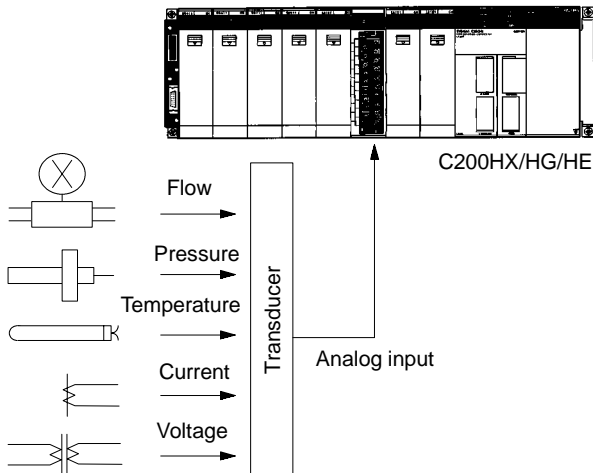 C200HX/HG/HE
Flow
Pressure
Temperature
Transducer
Analog input
Current
Voltage